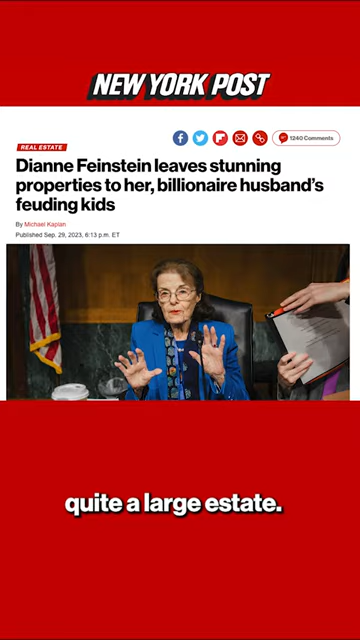 NEW YORK POST
1240 Comments
REAL ESTATE
Dianne Feinstein leaves stunning
properties to her, billionaire husband's
feuding kids
By Michael Kaplan
Published Sep. 29, 2023, 6:13 p.m. ET
quite a large estate.